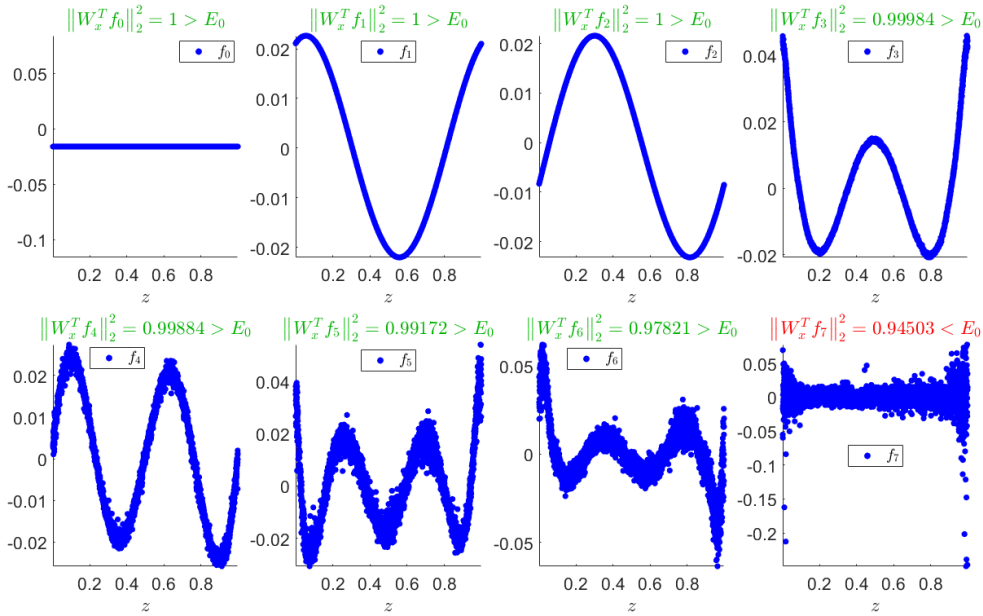 ‖W_x^T f_0‖_2^2 = 1 > E_0
f_0
0.05
0
-0.05
-0.1
0.2 0.4 0.6 0.8
z
‖W_x^T f_1‖_2^2 = 1 > E_0
f_1
0.02
0.01
0
-0.01
-0.02
0.2 0.4 0.6 0.8
z
‖W_x^T f_2‖_2^2 = 1 > E_0
f_2
0.02
0.01
0
-0.01
-0.02
0.2 0.4 0.6 0.8
z
‖W_x^T f_3‖_2^2 = 0.99984 > E_0
f_3
0.04
0.02
0
-0.02
0.2 0.4 0.6 0.8
z
‖W_x^T f_4‖_2^2 = 0.99884 > E_0
f_4
0.02
0.01
0
-0.01
-0.02
0.2 0.4 0.6 0.8
z
‖W_x^T f_5‖_2^2 = 0.99172 > E_0
f_5
0.04
0.02
0
-0.02
0.2 0.4 0.6 0.8
z
‖W_x^T f_6‖_2^2 = 0.97821 > E_0
f_6
0.05
0
-0.05
0.2 0.4 0.6 0.8
z
‖W_x^T f_7‖_2^2 = 0.94503 < E_0
f_7
0.05
0
-0.05
-0.1
-0.15
-0.2
0.2 0.4 0.6 0.8
z